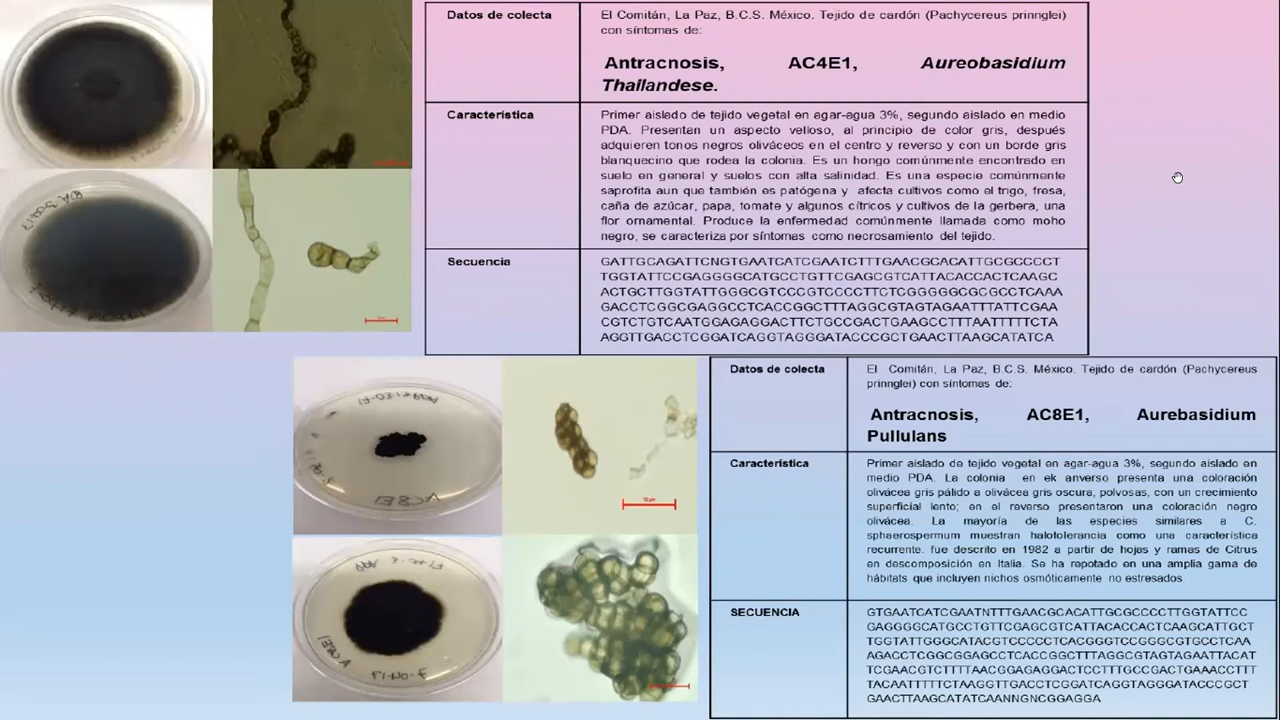 Datos de colecta
El Comitán, La Paz, B.C.S. México. Tejido de cardón (Pachycereus prinnglei)
con síntomas de:
Antracnosis, AC4E1, Aureobasidium
Thailandese.
Característica
Primer aislado de tejido vegetal en agar-agua 3%, segundo aislado en medio
PDA. Presentan un aspecto velloso, al principio de color gris, después
adquieren tonos negros oliváceos en el centro y reverso y con un borde gris
blanquecino que rodea la colonia. Es un hongo comúnmente encontrado en
suelo en general y suelos con alta salinidad. Es una especie comúnmente
saprofita aun que también es patógena y afecta cultivos como el trigo, fresa,
caña de azúcar, papa, tomate y algunos cítricos y cultivos de la gerbera, una
flor ornamental. Produce la enfermedad comúnmente llamada como moho
negro, se caracteriza por síntomas como necrosamiento del tejido.
Secuencia
GATTGCAGATTCNGTGAATCATCGAATCTTTGAACGCACATTGCGCCCCT
TGGTATTCCGAGGGGCATGCCTGTTCGAGCGTCATTACACCACTCAAGC
ACTGCTTGGTATTGGGCGTCCCGTCCCCTTCTCGGGGGCGCGCCTCAAA
GACCTCGGCGAGGCCTCACCGGCTTTAGGCGTAGTAGAATTTATTCGAA
CGTCTGTCAATGGAGAGGACTTCTGCCGACTGAAGCCTTTAATTTTTCTA
AGGTTGACCTCGGATCAGGTAGGGATACCCGCTGAACTTAAGCATATCA
Datos de colecta
El Comitán, La Paz, B.C.S. México. Tejido de cardón (Pachycereus
prinnglei) con síntomas de:
Antracnosis, AC8E1, Aurebasidium
Pullulans
Característica
Primer aislado de tejido vegetal en agar-agua 3%, segundo aislado en
medio PDA. La colonia en ek anverso presenta una coloración
olivácea gris pálido a olivácea gris oscura, polvosas, con un crecimiento
superficial lento; en el reverso presentaron una coloración negro
olivácea. La mayoría de las especies similares a C.
sphaerospermum muestran halotolerancia como una característica
recurrente. fue descrito en 1982 a partir de hojas y ramas de Citrus
en descomposición en Italia. Se ha reportado en una amplia gama de
hábitats que incluyen nichos osmóticamente no estresados.
SECUENCIA
GTGAATCATCGAATNTTTGAACGCACATTGCGCCCCTTGGTATTCC
GAGGGGCATGCCTGTTCGAGCGTCATTACACCACTCAAGCATTGCT
TGGTATTGGGCATACGTCCCCCTCACGGGTCCGGGCGTGCCTCAA
AGACCTCGGCGGAGCCTCACCGGCTTTAGGCGTAGTAGAATTACAT
TCGAACGTCTTTTAACGGAGAGGACTCCTTTGCCGACTGAAACCTTT
TACAATTTTTCTAAGGTTGACCTCGGATCAGGTAGGGATACCCGCT
GAACTTAAGCATATCAANNGNCGGAGGA